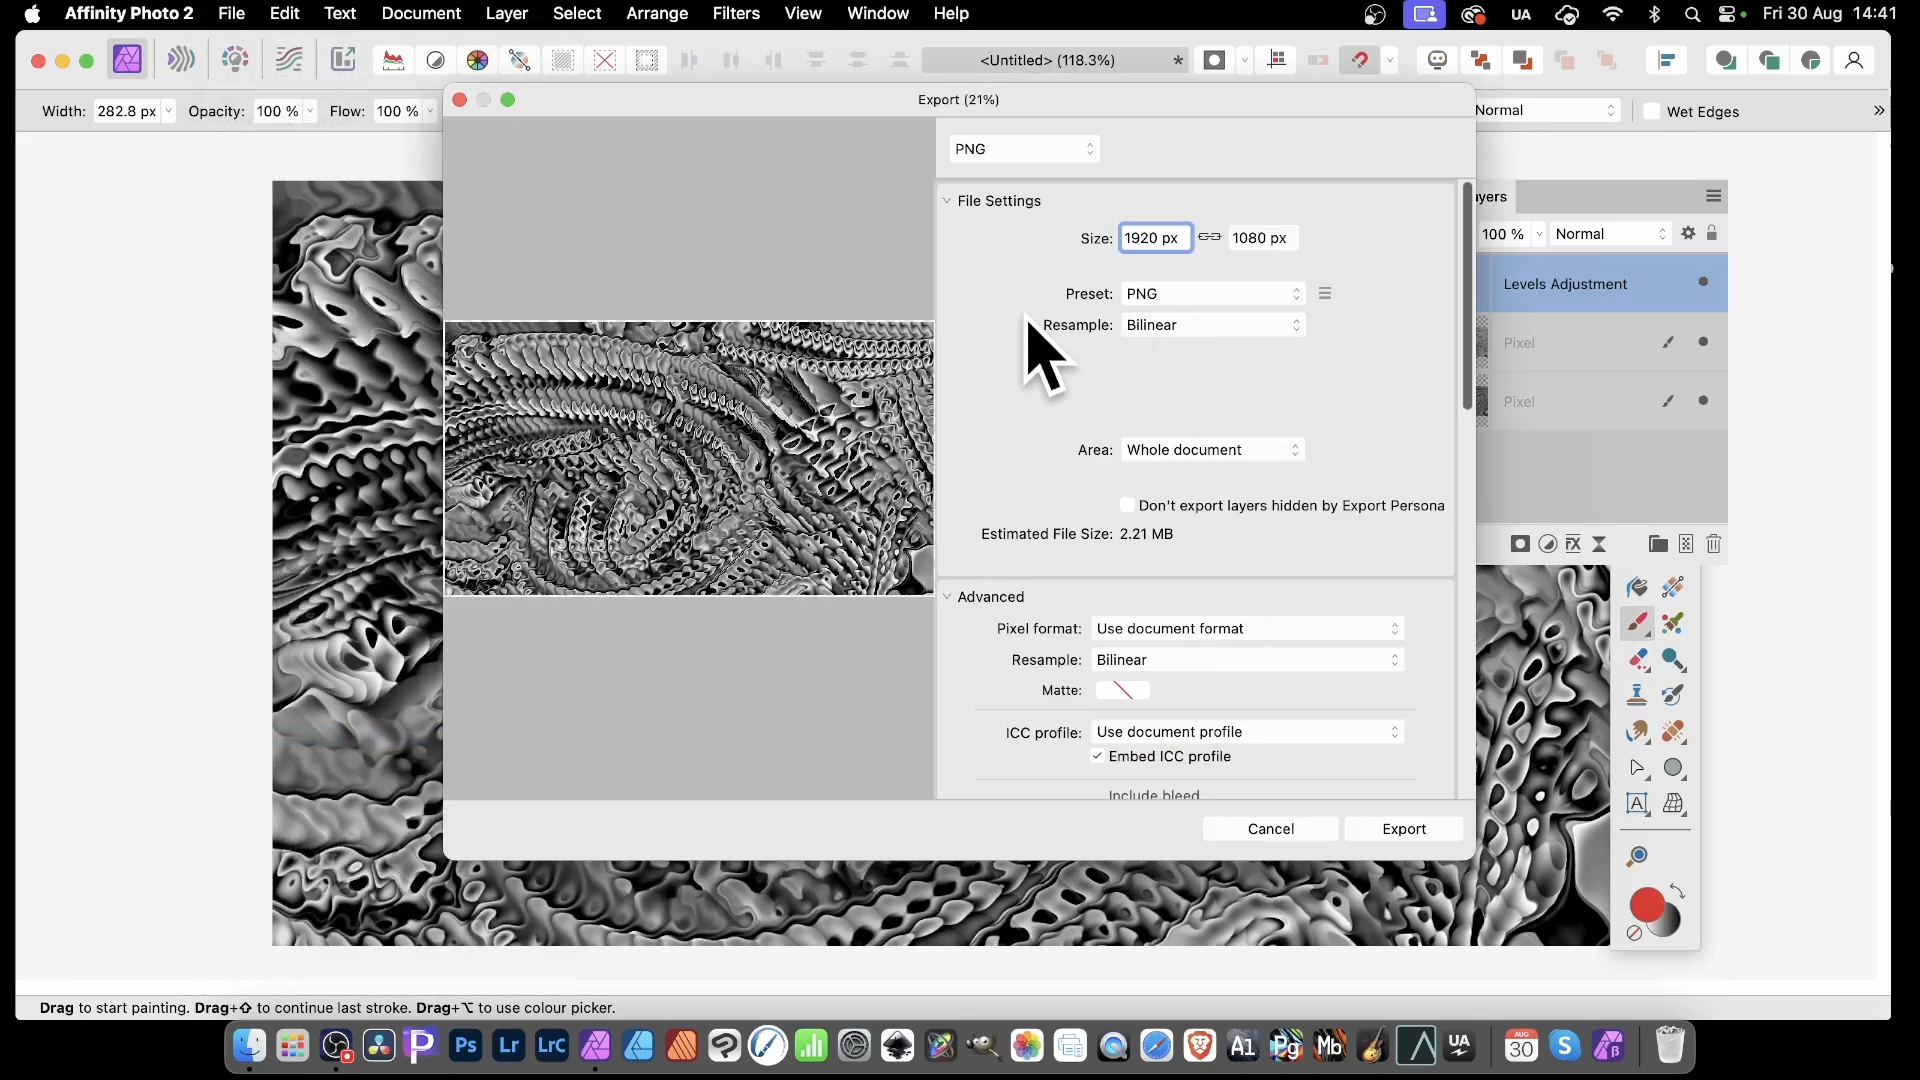 Affinity Photo 2 File Edit Text Document Layer Select Arrange Filters View Window Help UA Fri 30 Aug 14:41
<Untitled> (118.3%) *
Width: 282.8 px Opacity: 100 % Flow: 100 % Normal Wet Edges
Export (21%)
PNG
File Settings
Size: 1920 px 1080 px
Preset: PNG
Resample: Bilinear
Area: Whole document
Don't export layers hidden by Export Persona
Estimated File Size: 2.21 MB
Advanced
Pixel format: Use document format
Resample: Bilinear
Matte:
ICC profile: Use document profile
Embed ICC profile
Include bleed
Cancel Export
yers
100 % Normal
Levels Adjustment
Pixel
Pixel
FX
A
Drag to start painting. Drag+⇧ to continue last stroke. Drag+⌥ to use colour picker.
P Ps Lr LrC Ai Pg Mb UA AUG 30 S β